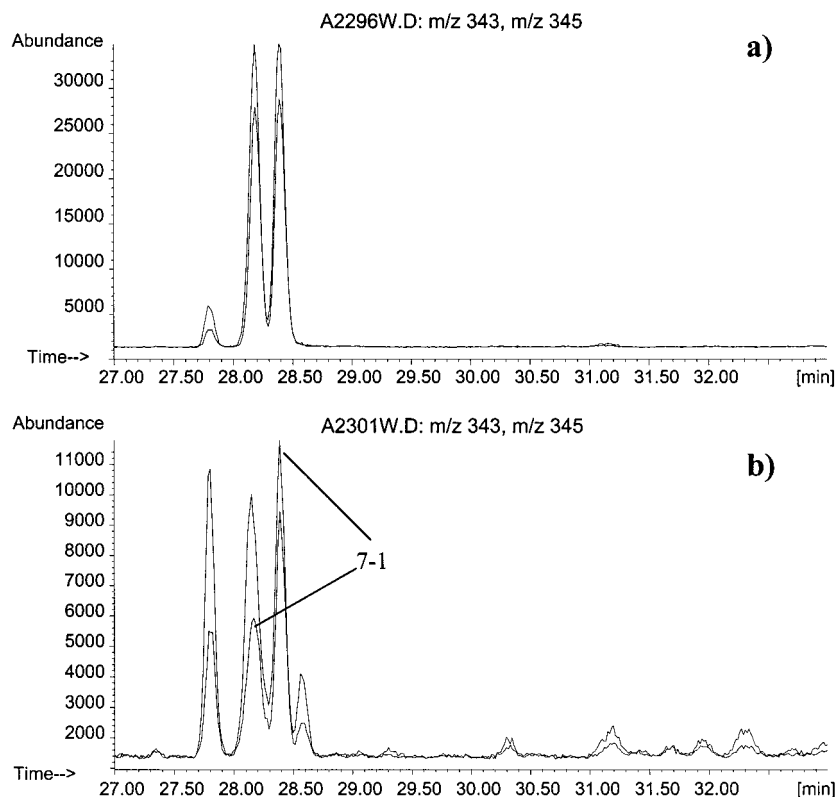 A2296W.D: m/z 343, m/z 345
Abundance
a)
30000
25000
20000
15000
10000
5000
Time-->
27.00 27.50 28.00 28.50 29.00 29.50 30.00 30.50 31.00 31.50 32.00 [min]
Abundance
A2301W.D: m/z 343, m/z 345
b)
11000
10000
9000
8000
7-1
7000
6000
5000
4000
3000
2000
Time-->
27.00 27.50 28.00 28.50 29.00 29.50 30.00 30.50 31.00 31.50 32.00 [min]